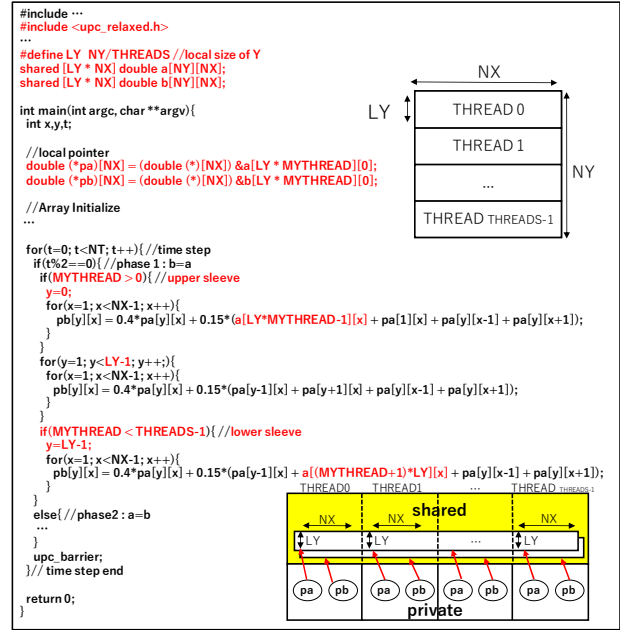 #include ···
#include <upc_relaxed.h>
···
#define LY NY/THREADS //local size of Y
shared [LY * NX] double a[NY][NX];
shared [LY * NX] double b[NY][NX];
int main(int argc, char **argv){
int x,y,t;
//local pointer
double (*pa)[NX] = (double (*)[NX]) &a[LY * MYTHREAD][0];
double (*pb)[NX] = (double (*)[NX]) &b[LY * MYTHREAD][0];
//Array Initialize
···
for(t=0; t<NT; t++){ //time step
if(t%2==0){ //phase 1 : b=a
if(MYTHREAD > 0){ //upper sleeve
y=0;
for(x=1; x<NX-1; x++){
pb[y][x] = 0.4*pa[y][x] + 0.15*(a[LY*MYTHREAD-1][x] + pa[1][x] + pa[y][x-1] + pa[y][x+1]);
}
}
for(y=1; y<LY-1; y++;){
for(x=1; x<NX-1; x++){
pb[y][x] = 0.4*pa[y][x] + 0.15*(pa[y-1][x] + pa[y+1][x] + pa[y][x-1] + pa[y][x+1]);
}
}
if(MYTHREAD < THREADS-1){ //lower sleeve
y=LY-1;
for(x=1; x<NX-1; x++){
pb[y][x] = 0.4*pa[y][x] + 0.15*(pa[y-1][x] + a[(MYTHREAD+1)*LY][x] + pa[y][x-1] + pa[y][x+1]);
}
}
else{ //phase2 : a=b
···
}
upc_barrier;
}// time step end
return 0;
}
NX
LY
THREAD 0
THREAD 1
...
THREAD THREADS-1
NY
THREAD0 THREAD1 ... THREAD THREADS-1
shared
NX NX NX
LY LY ... LY
pa pb pa pb pa pb pa pb
private